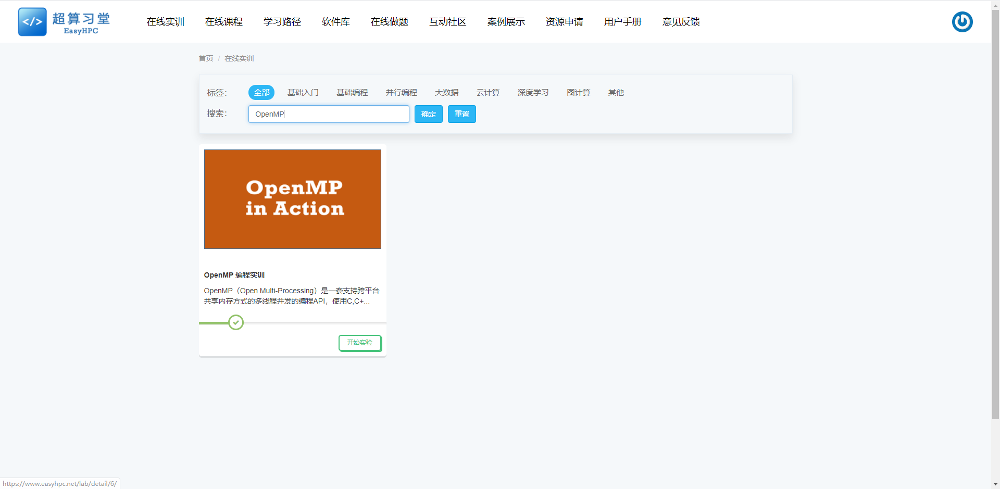 </>
超算习堂
EasyHPC
在线实训 在线课程 学习路径 软件库 在线做题 互动社区 案例展示 资源申请 用户手册 意见反馈
首页 / 在线实训
标签： 全部 基础入门 基础编程 并行编程 大数据 云计算 深度学习 图计算 其他
搜索： OpenMP 确定 重置
OpenMP
in Action
OpenMP 编程实训
OpenMP（Open Multi-Processing）是一套支持跨平台
共享内存方式的多线程并发的编程API，使用C,C+...
开始实验
https://www.easyhpc.net/lab/detail/6/